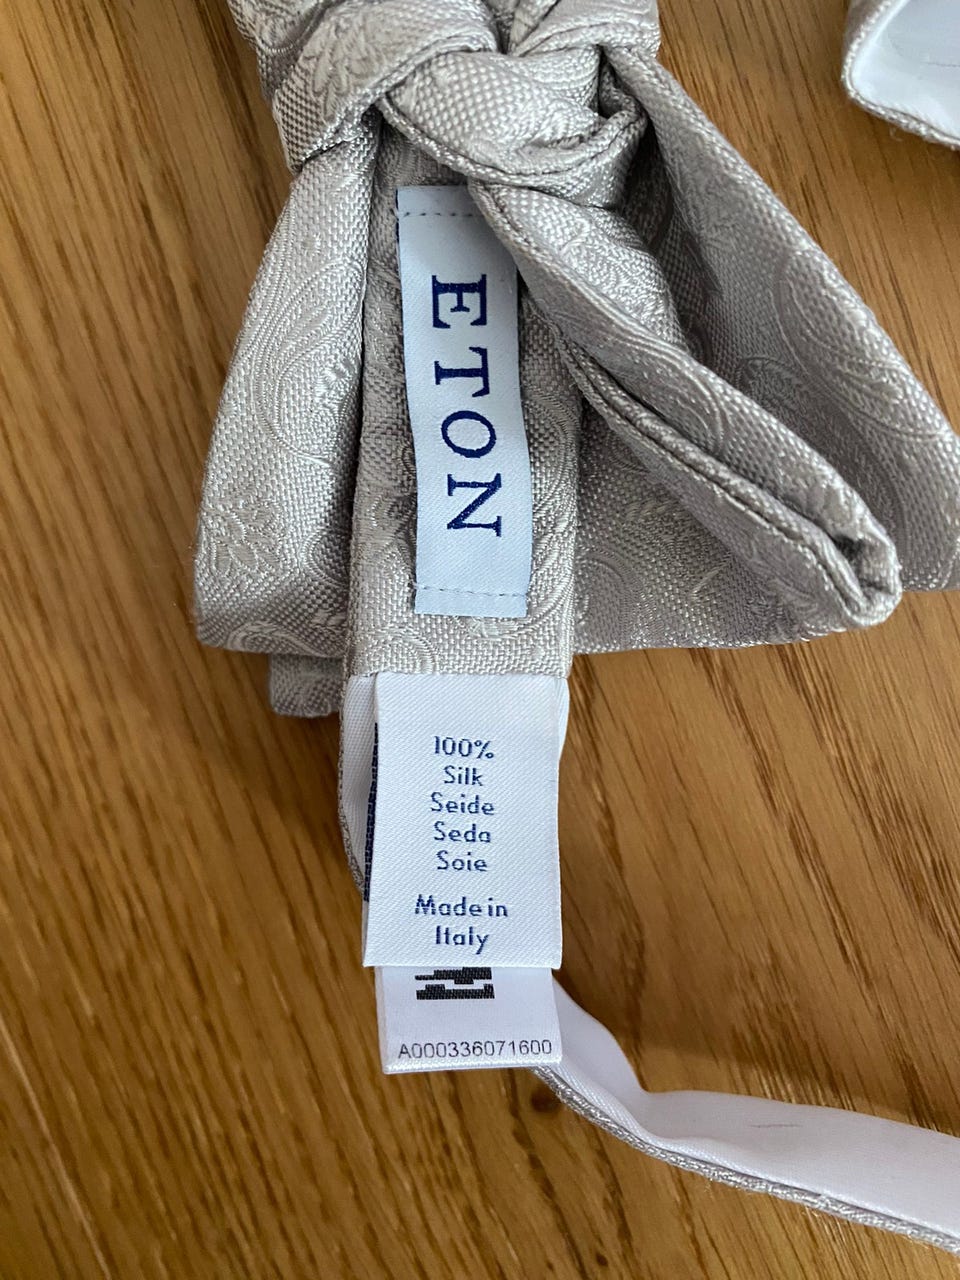 ETON
100%
Silk
Seide
Seda
Soie
Made in
Italy
A000336071600